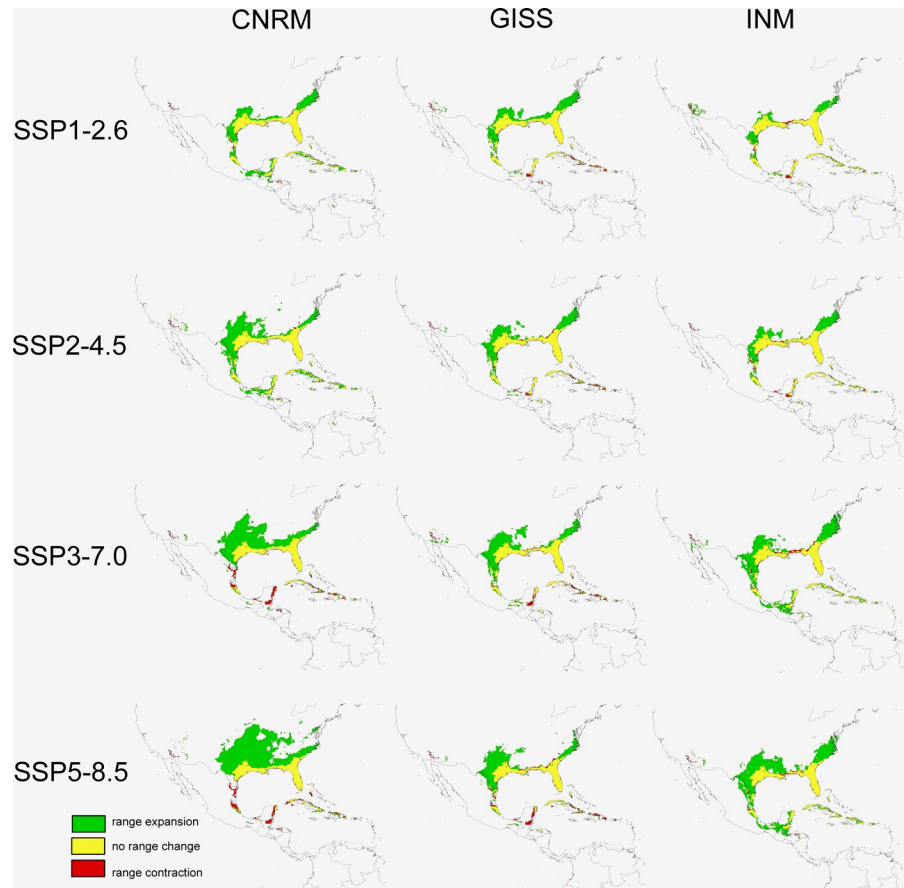 CNRM GISS INM
SSP1-2.6
SSP2-4.5
SSP3-7.0
SSP5-8.5
range expansion
no range change
range contraction